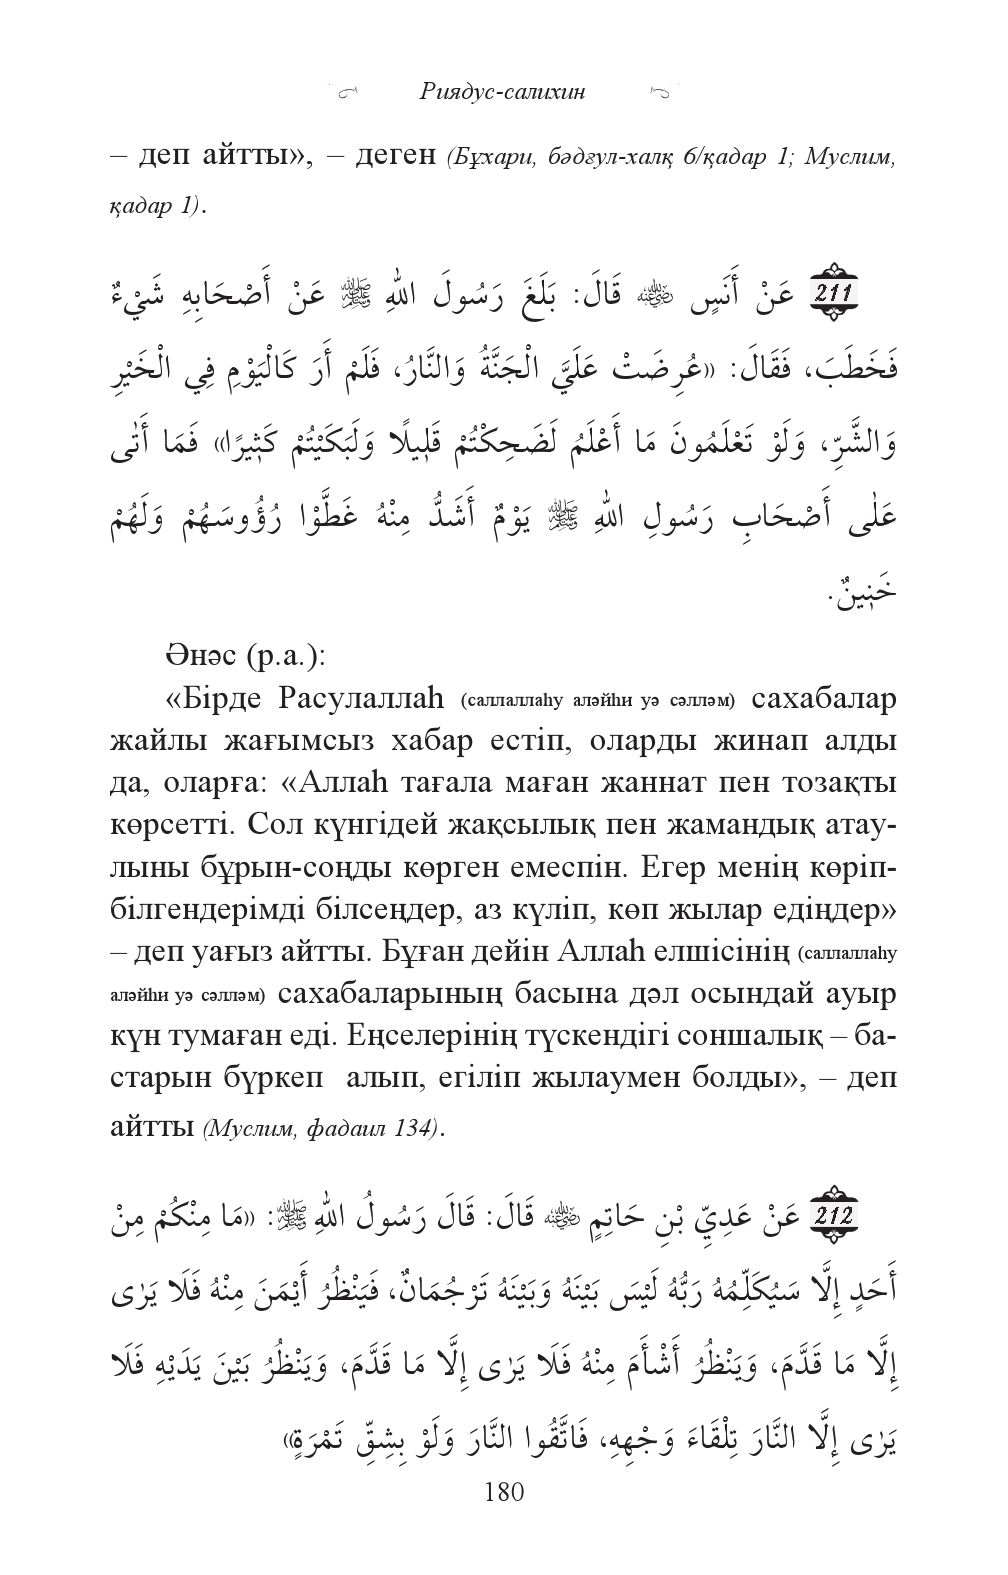 Риядус-салихин
– деп айтты», – деген (Бұхари, бәдғул-халқ 6/қадар 1; Муслим,
қадар 1).
211 عَنْ أَنَسٍ ﵁ قَالَ: بَلَغَ رَسُولَ اللهِ ﷺ عَنْ أَصْحَابِهِ شَيْءٌ
فَخَطَبَ، فَقَالَ: «عُرِضَتْ عَلَيَّ الْجَنَّةُ وَالنَّارُ، فَلَمْ أَرَ كَالْيَوْمِ فِي الْخَيْرِ
وَالشَّرِّ، وَلَوْ تَعْلَمُونَ مَا أَعْلَمُ لَضَحِكْتُمْ قَلِيلًا وَلَبَكَيْتُمْ كَثِيرًا» فَمَا أَتٰى
عَلٰى أَصْحَابِ رَسُولِ اللهِ ﷺ يَوْمٌ أَشَدُّ مِنْهُ غَطَّوْا رُؤُوسَهُمْ وَلَهُمْ
خَنِينٌ.
Әнәс (р.а.):
«Бірде Расулаллаһ (саллаллаһу аләйһи уә сәлләм) сахабалар
жайлы жағымсыз хабар естіп, оларды жинап алды
да, оларға: «Аллаһ тағала маған жаннат пен тозақты
көрсетті. Сол күнгідей жақсылық пен жамандық атау-
лыны бұрын-соңды көрген емеспін. Егер менің көріп-
білгендерімді білсеңдер, аз күліп, көп жылар едіңдер»
– деп уағыз айтты. Бұған дейін Аллаһ елшісінің (саллаллаһу
аләйһи уә сәлләм) сахабаларының басына дәл осындай ауыр
күн тумаған еді. Еңселерінің түскендігі соншалық – ба-
старын бүркеп алып, егіліп жылаумен болды», – деп
айтты (Муслим, фадаил 134).
212 عَنْ عَدِيِّ بْنِ حَاتِمٍ ﵁ قَالَ: قَالَ رَسُولُ اللهِ ﷺ: «مَا مِنْكُمْ مِنْ
أَحَدٍ إِلَّا سَيُكَلِّمُهُ رَبُّهُ لَيْسَ بَيْنَهُ وَبَيْنَهُ تَرْجُمَانٌ، فَيَنْظُرُ أَيْمَنَ مِنْهُ فَلَا يَرٰى
إِلَّا مَا قَدَّمَ، وَيَنْظُرُ أَشْأَمَ مِنْهُ فَلَا يَرٰى إِلَّا مَا قَدَّمَ، وَيَنْظُرُ بَيْنَ يَدَيْهِ فَلَا
يَرٰى إِلَّا النَّارَ تِلْقَاءَ وَجْهِهِ، فَاتَّقُوا النَّارَ وَلَوْ بِشِقِّ تَمْرَةٍ»
180